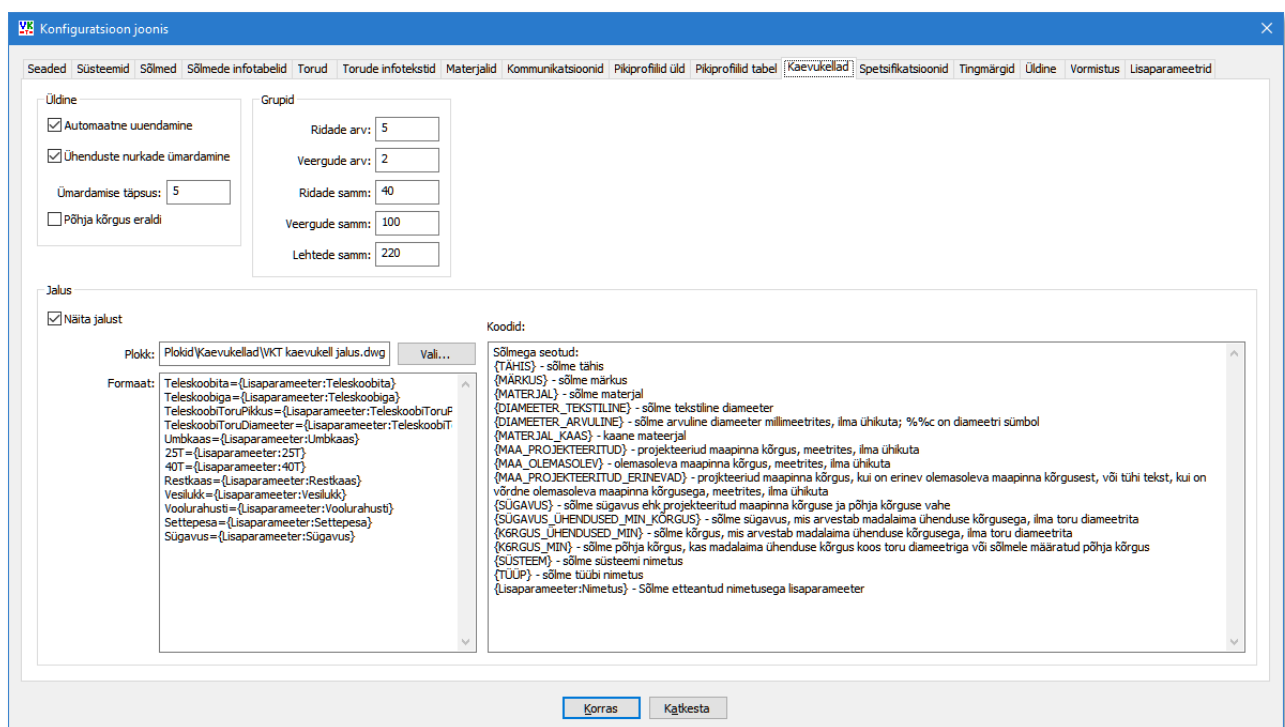 VK
Konfiguratsioon joonis
Seaded Süsteemid Sõlmed Sõlmede infotabelid Torud Torude infotekstid Materjalid Kommunikatsioonid Pikiprofiilid üld Pikiprofiilid tabel Kaevukellad Spetsifikatsioonid Tingmärgid Üldine Vormistus Lisaparameetrid
Üldine
Automaatne uuendamine
Ühenduste nurkade ümardamine
Ümardamise täpsus: 5
Põhja kõrgus eraldi
Grupid
Ridade arv: 5
Veergude arv: 2
Ridade samm: 40
Veergude samm: 100
Lehtede samm: 220
Jalus
Näita jalust
Plokk: Plokid\Kaevukellad\VKT kaevukell jalus.dwg Vali...
Formaat: Teleskoobita={Lisaparameeter:Teleskoobita}
Teleskoobiga={Lisaparameeter:Teleskoobiga}
TeleskoobiToruPikkus={Lisaparameeter:TeleskoobiToruP
TeleskoobiToruDiameeter={Lisaparameeter:TeleskoobiT
Umbkaas={Lisaparameeter:Umbkaas}
25T={Lisaparameeter:25T}
40T={Lisaparameeter:40T}
Restkaas={Lisaparameeter:Restkaas}
Vesilukk={Lisaparameeter:Vesilukk}
Voolurahusti={Lisaparameeter:Voolurahusti}
Settepesa={Lisaparameeter:Settepesa}
Sügavus={Lisaparameeter:Sügavus}
Koodid:
Sõlmega seotud:
{TÄHIS} - sõlme tähis
{MÄRKUS} - sõlme märkus
{MATERJAL} - sõlme materjal
{DIAMEETER_TEKSTILINE} - sõlme tekstiline diameeter
{DIAMEETER_ARVULINE} - sõlme arvuline diameeter millimeetrites, ilma ühikuta; %%c on diameetri sümbol
{MATERJAL_KAAS} - kaane mateerjal
{MAA_PROJEKTEERITUD} - projekteeriud maapinna kõrgus, meetrites, ilma ühikuta
{MAA_OLEMASOLEV} - olemasoleva maapinna kõrgus, meetrites, ilma ühikuta
{MAA_PROJEKTEERITUD_ERINEVAD} - projkteeriud maapinna kõrgus, kui on erinev olemasoleva maapinna kõrgusest, või tühi tekst, kui on
võrdne olemasoleva maapinna kõrgusega, meetrites, ilma ühikuta
{SÜGAVUS} - sõlme sügavus ehk projekteeritud maapinna kõrguse ja põhja kõrguse vahe
{SÜGAVUS_ÜHENDUSED_MIN_KÕRGUS} - sõlme sügavus, mis arvestab madalaima ühenduse kõrgusega, ilma toru diameetrita
{KÕRGUS_ÜHENDUSED_MIN} - sõlme kõrgus, mis arvestab madalaima ühenduse kõrgusega, ilma toru diameetrita
{KÕRGUS_MIN} - sõlme põhja kõrgus, kas madalaima ühenduse kõrgus koos toru diameetriga või sõlmele määratud põhja kõrgus
{SÜSTEEM} - sõlme süsteemi nimetus
{TÜÜP} - sõlme tüübi nimetus
{Lisaparameeter:Nimetus} - Sõlme etteantud nimetusega lisaparameeter
Korras Katkesta